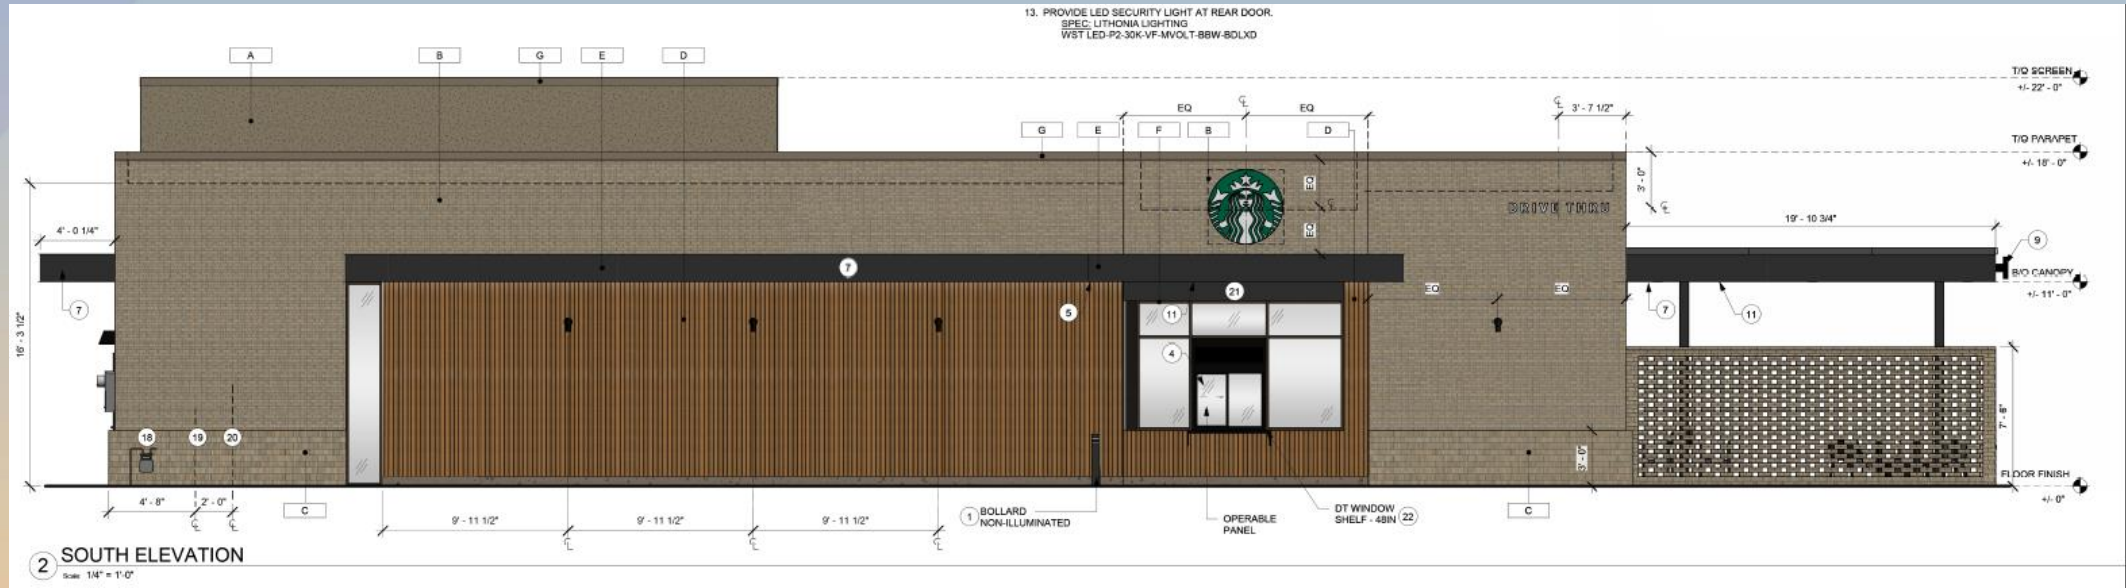 13. PROVIDE LED SECURITY LIGHT AT REAR DOOR.
SPEC: LITHONIA LIGHTING
WST LED-P2-30K-VF-MVOLT-BBW-BDLXD
A B G E D
T/O SCREEN
+/- 22' - 0"
EQ ℄ EQ ℄ 3' - 7 1/2"
G E F B D
T/O PARAPET
+/- 18' - 0"
EQ
3' - 0"
℄
DRIVE THRU
℄
19' - 10 3/4"
4' - 0 1/4"
EQ
9
7
B/O CANOPY
+/- 11' - 0"
21
EQ EQ
7
5
11
7
11
16' - 3 1/2"
4
7' - 6"
18 19 20
3' - 0"
FLOOR FINISH
+/- 0"
4' - 8" 2' - 0"
℄ ℄
C
C
9' - 11 1/2" 9' - 11 1/2" 9' - 11 1/2"
℄ ℄ ℄
1 BOLLARD
NON-ILLUMINATED
OPERABLE
PANEL
DT WINDOW
SHELF - 48IN 22
2 SOUTH ELEVATION
Scale: 1/4" = 1'-0"